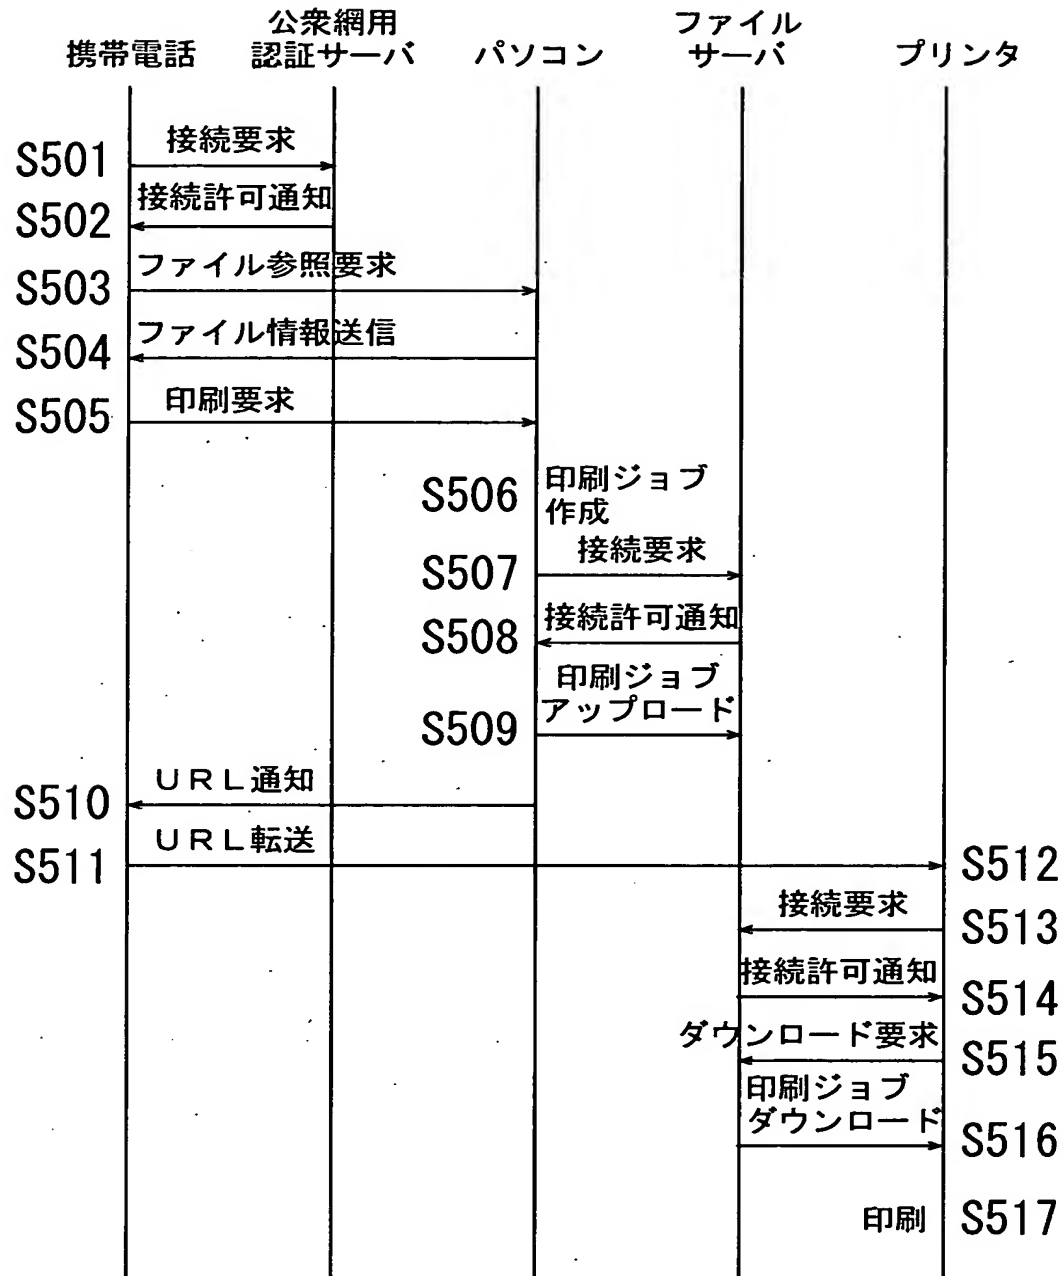 携帯電話
公衆網用
認証サーバ
パソコン
ファイル
サーバ
プリンタ
S501
接続要求
S502
接続許可通知
S503
ファイル参照要求
S504
ファイル情報送信
S505
印刷要求
S506
印刷ジョブ
作成
S507
接続要求
S508
接続許可通知
S509
印刷ジョブ
アップロード
S510
ＵＲＬ通知
S511
ＵＲＬ転送
S512
接続要求
S513
接続許可通知
S514
ダウンロード要求
S515
印刷ジョブ
ダウンロード
S516
印刷
S517